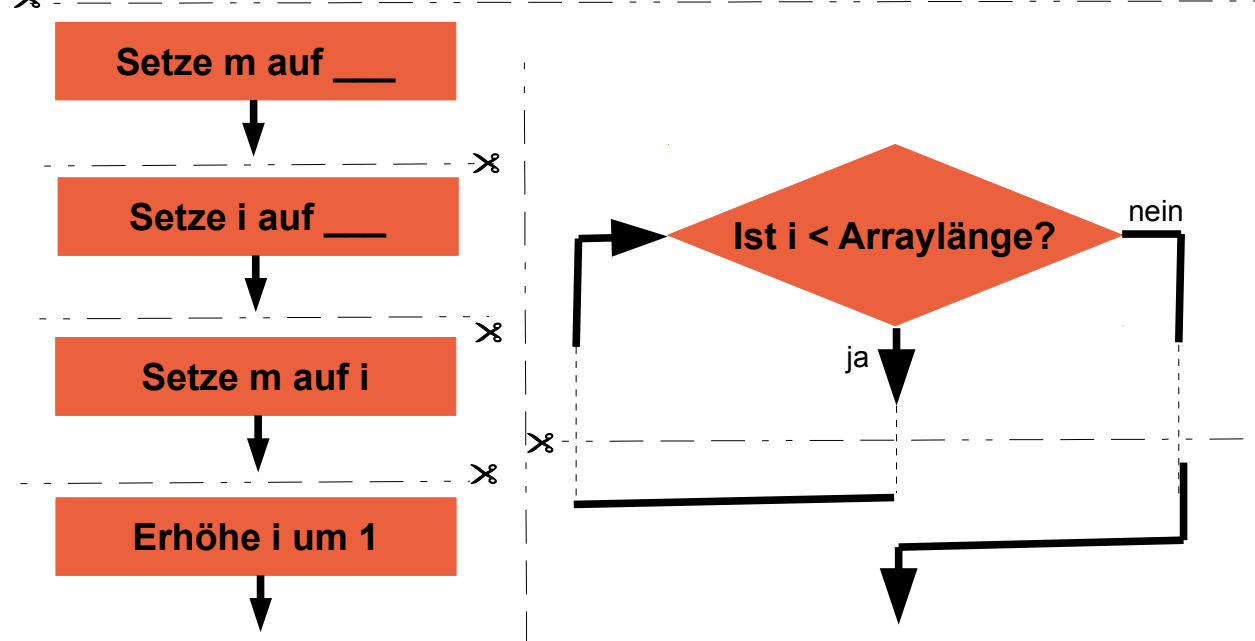 Setze m auf ___
Setze i auf ___
Setze m auf i
Erhöhe i um 1
Ist i < Arraylänge?
nein
ja